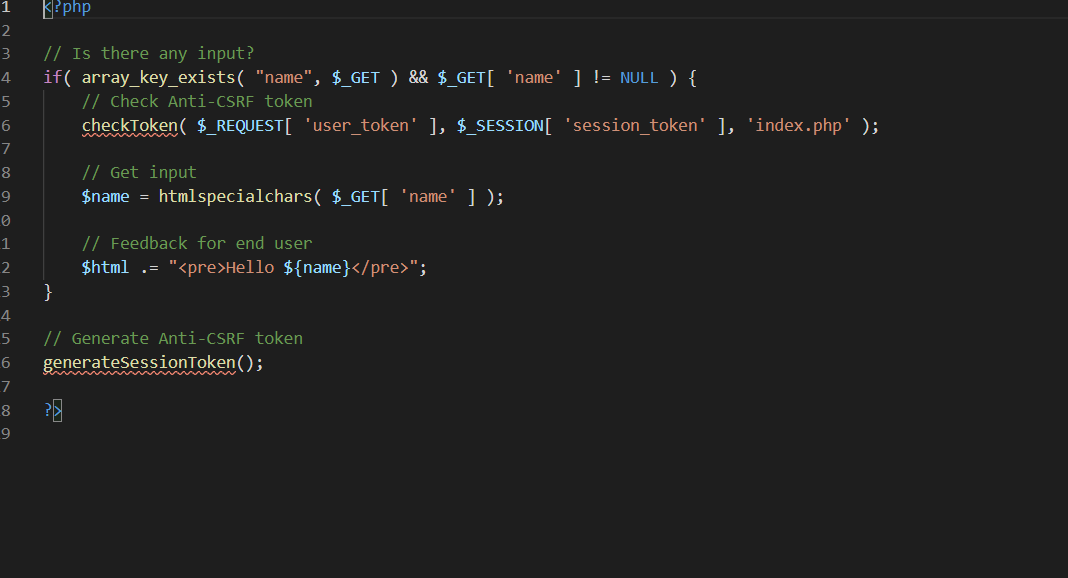 1 <?php
2
3 // Is there any input?
4 if( array_key_exists( "name", $_GET ) && $_GET[ 'name' ] != NULL ) {
5     // Check Anti-CSRF token
6     checkToken( $_REQUEST[ 'user_token' ], $_SESSION[ 'session_token' ], 'index.php' );
7
8     // Get input
9     $name = htmlspecialchars( $_GET[ 'name' ] );
0
1     // Feedback for end user
2     $html .= "<pre>Hello ${name}</pre>";
3 }
4
5 // Generate Anti-CSRF token
6 generateSessionToken();
7
8 ?>
9